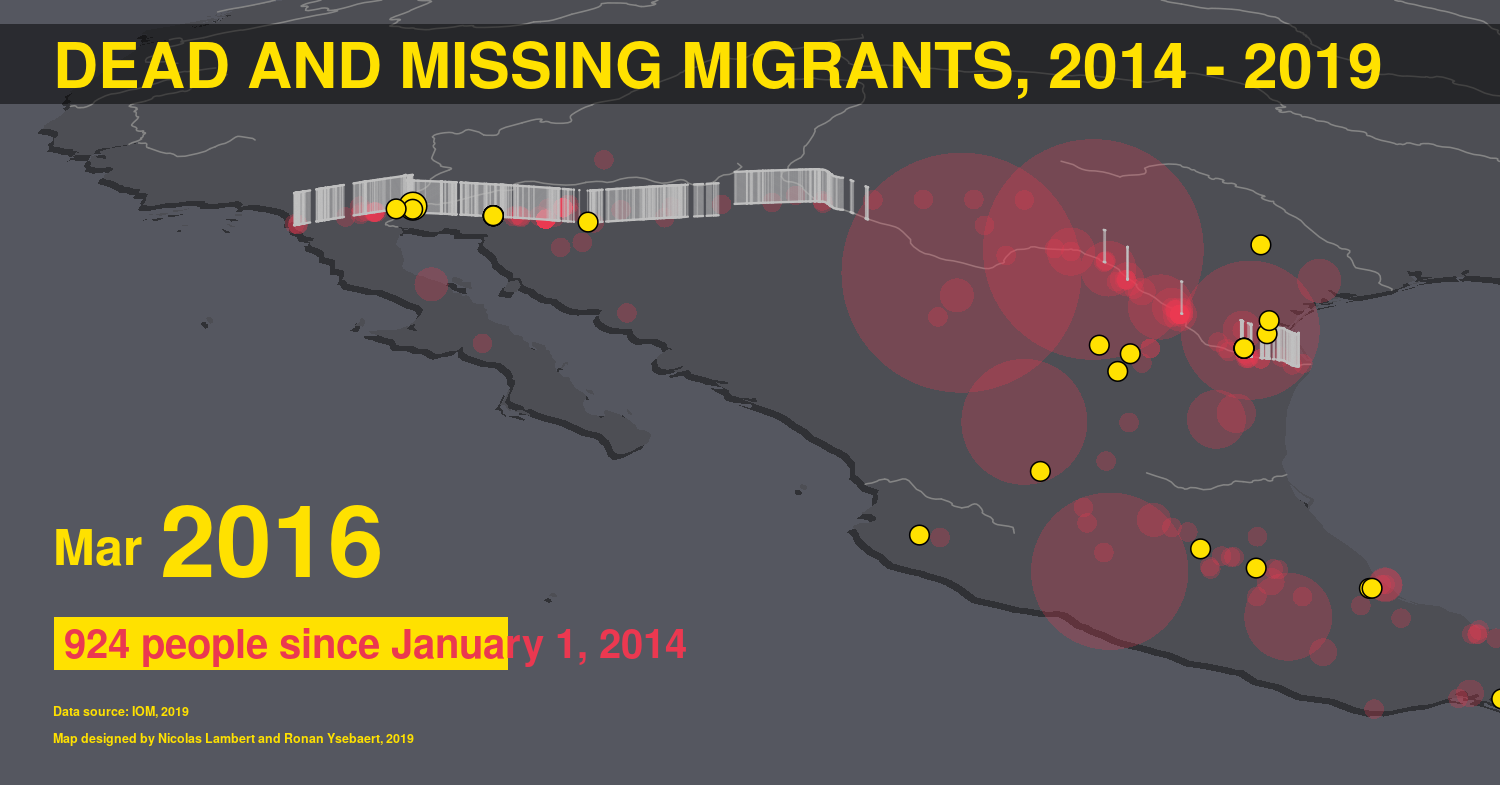 DEAD AND MISSING MIGRANTS, 2014 - 2019
Mar 2016
924 people since January 1, 2014
Data source: IOM, 2019
Map designed by Nicolas Lambert and Ronan Ysebaert, 2019